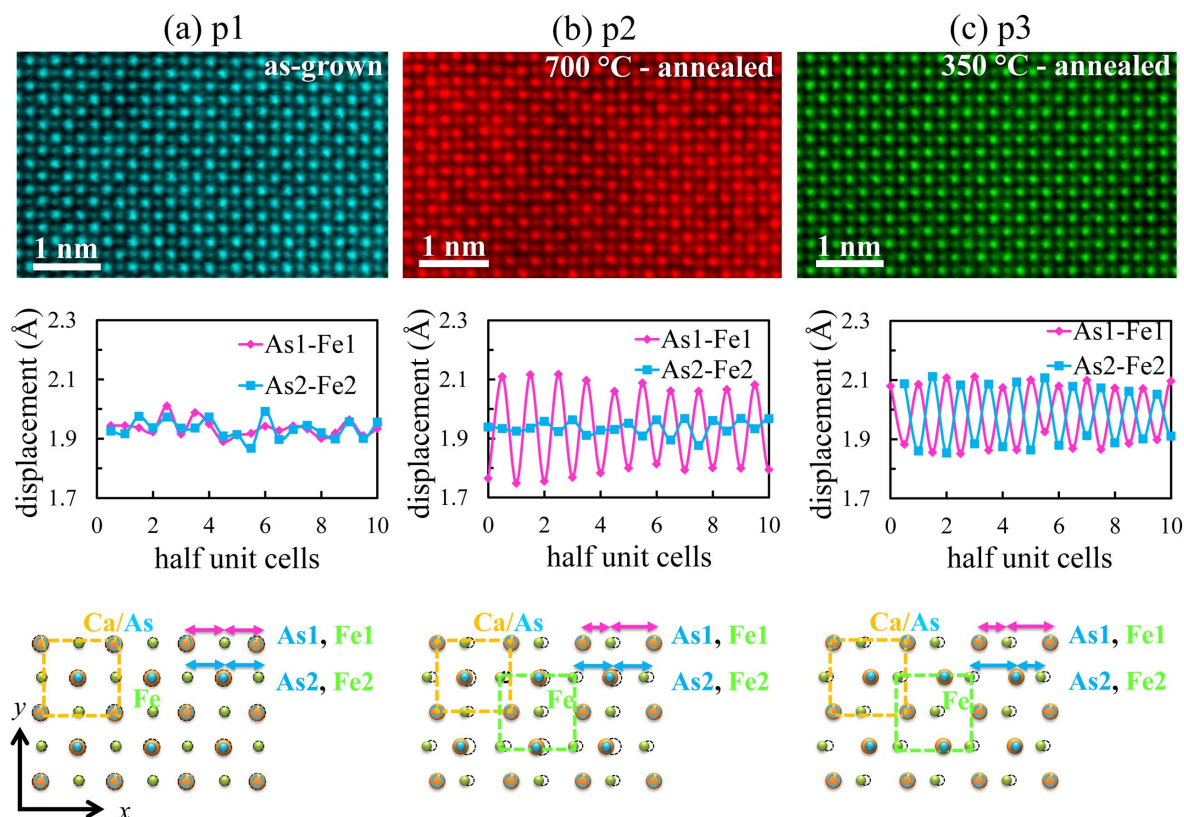 (a) p1
(b) p2
(c) p3
as-grown
700 °C - annealed
350 °C - annealed
1 nm
1 nm
1 nm
displacement (Å)
2.3
2.1
1.9
1.7
As1-Fe1
As2-Fe2
0 2 4 6 8 10
half unit cells
displacement (Å)
2.3
2.1
1.9
1.7
As1-Fe1
As2-Fe2
0 2 4 6 8 10
half unit cells
displacement (Å)
2.3
2.1
1.9
1.7
As1-Fe1
As2-Fe2
0 2 4 6 8 10
half unit cells
Ca/As
As1, Fe1
As2, Fe2
Fe
y
x
Ca/As
As1, Fe1
As2, Fe2
Fe
Ca/As
As1, Fe1
As2, Fe2
Fe